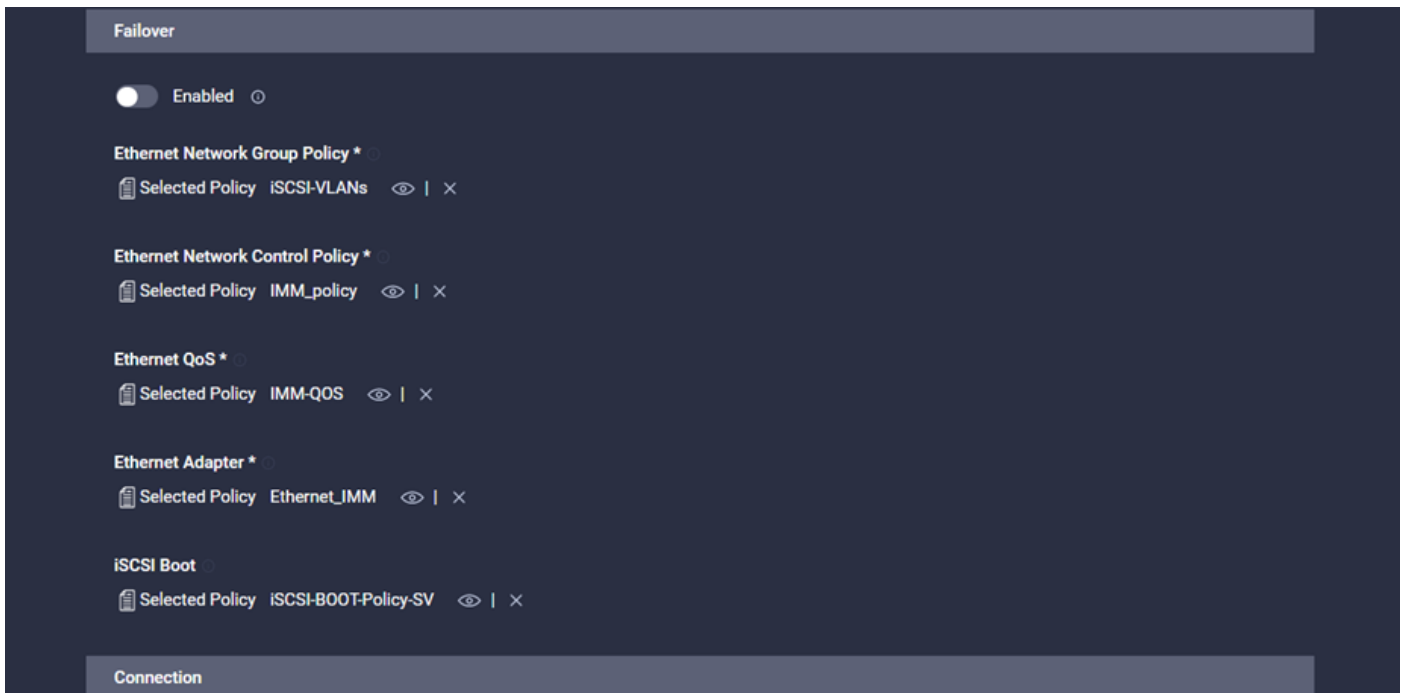 Failover
Enabled
Ethernet Network Group Policy *
Selected Policy iSCSI-VLANs |
Ethernet Network Control Policy *
Selected Policy IMM_policy |
Ethernet QoS *
Selected Policy IMM-QOS |
Ethernet Adapter *
Selected Policy Ethernet_IMM |
iSCSI Boot
Selected Policy iSCSI-BOOT-Policy-SV |
Connection